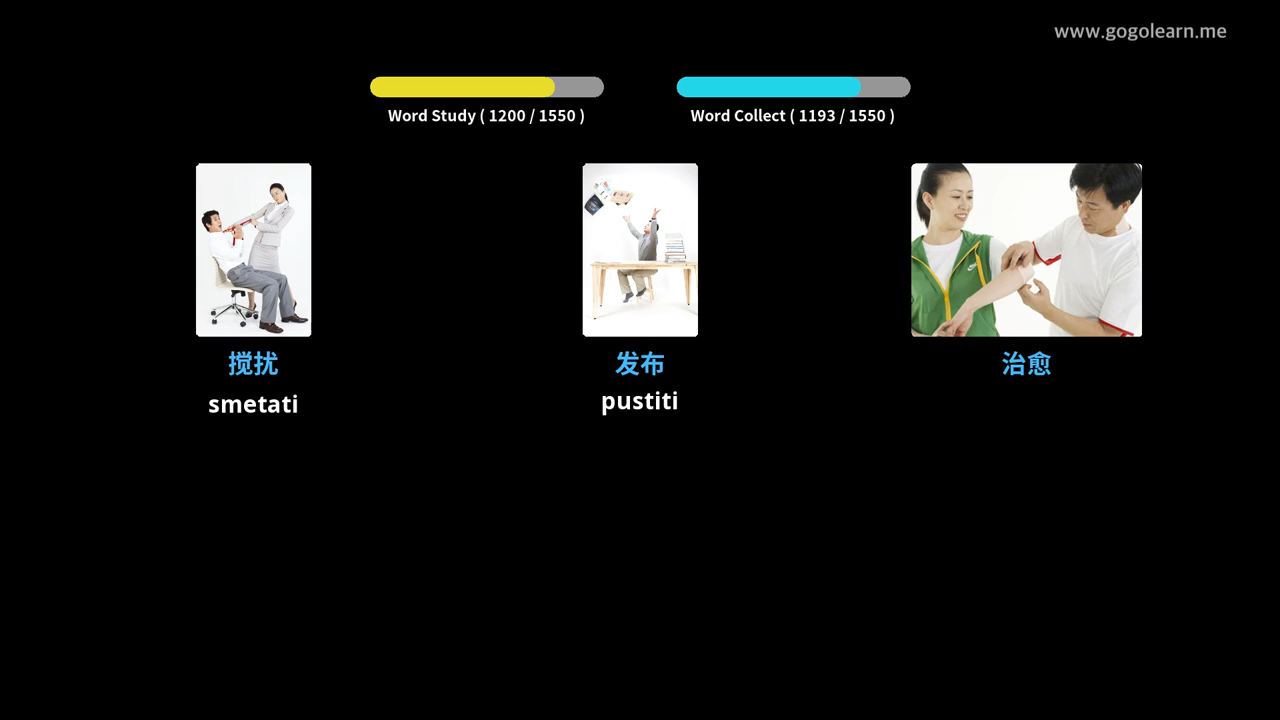 www.gogolearn.me
Word Study ( 1200 / 1550 )
Word Collect ( 1193 / 1550 )
搅扰
发布
治愈
smetati
pustiti